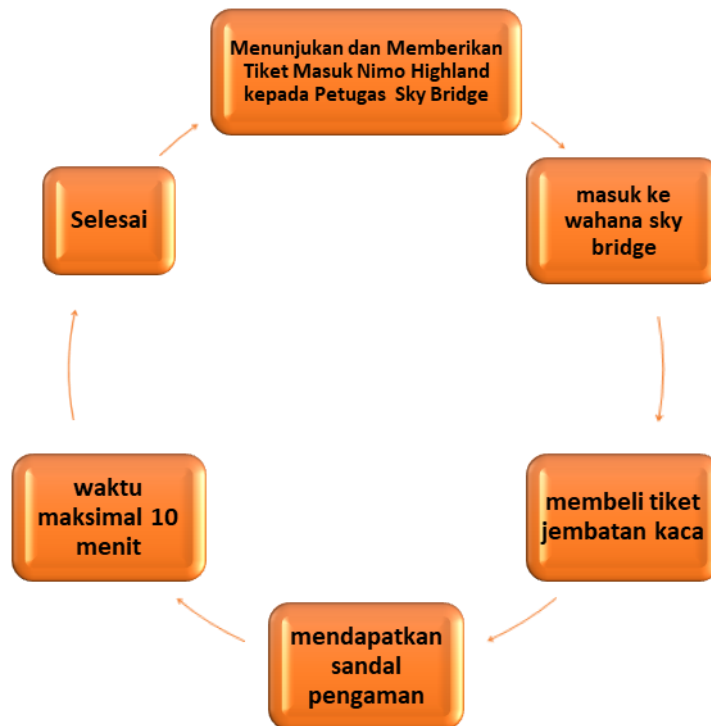 Menunjukan dan Memberikan
Tiket Masuk Nimo Highland
kepada Petugas Sky Bridge
masuk ke
wahana sky
bridge
membeli tiket
jembatan kaca
mendapatkan
sandal
pengaman
waktu
maksimal 10
menit
Selesai